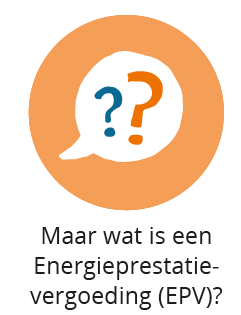 ??
Maar wat is een
Energieprestatie-
vergoeding (EPV)?